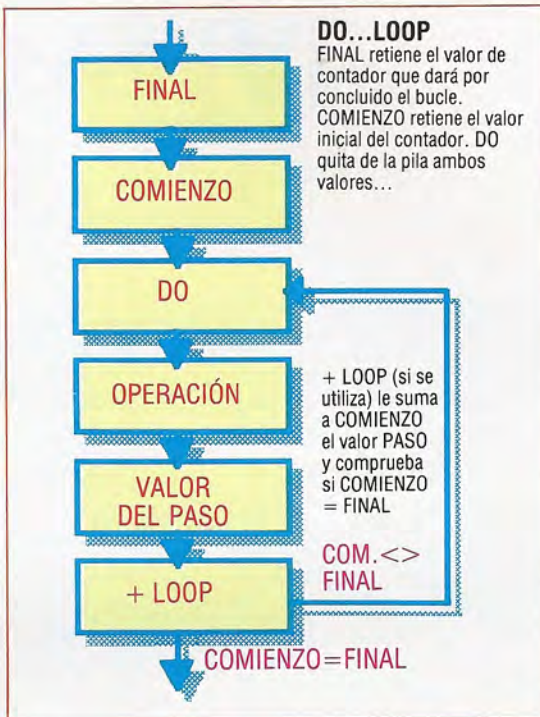 DO...LOOP
FINAL retiene el valor de
contador que dará por
concluido el bucle.
COMIENZO retiene el valor
inicial del contador. DO
quita de la pila ambos
valores...
FINAL
COMIENZO
DO
OPERACIÓN
VALOR
DEL PASO
+ LOOP
+ LOOP (si se
utiliza) le suma
a COMIENZO
el valor PASO
y comprueba
si COMIENZO
= FINAL
COM.<>
FINAL
COMIENZO=FINAL